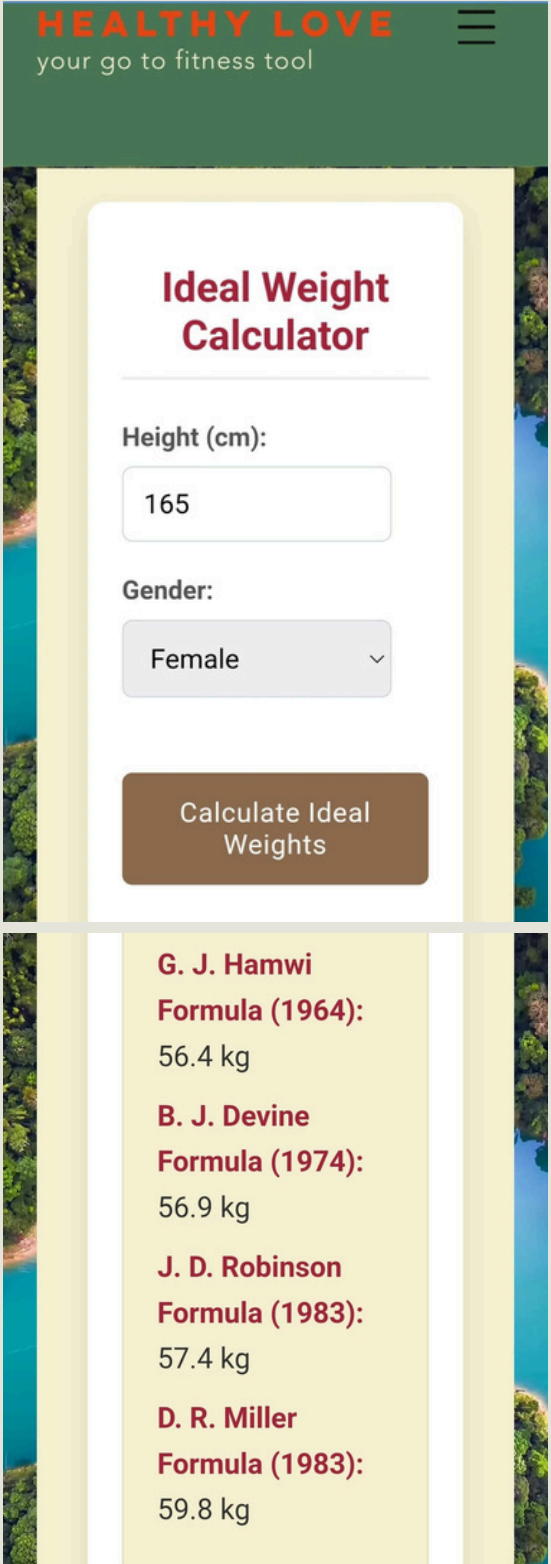 HEALTHY LOVE
your go to fitness tool
Ideal Weight
Calculator
Height (cm):
165
Gender:
Female
Calculate Ideal
Weights
G. J. Hamwi
Formula (1964):
56.4 kg
B. J. Devine
Formula (1974):
56.9 kg
J. D. Robinson
Formula (1983):
57.4 kg
D. R. Miller
Formula (1983):
59.8 kg